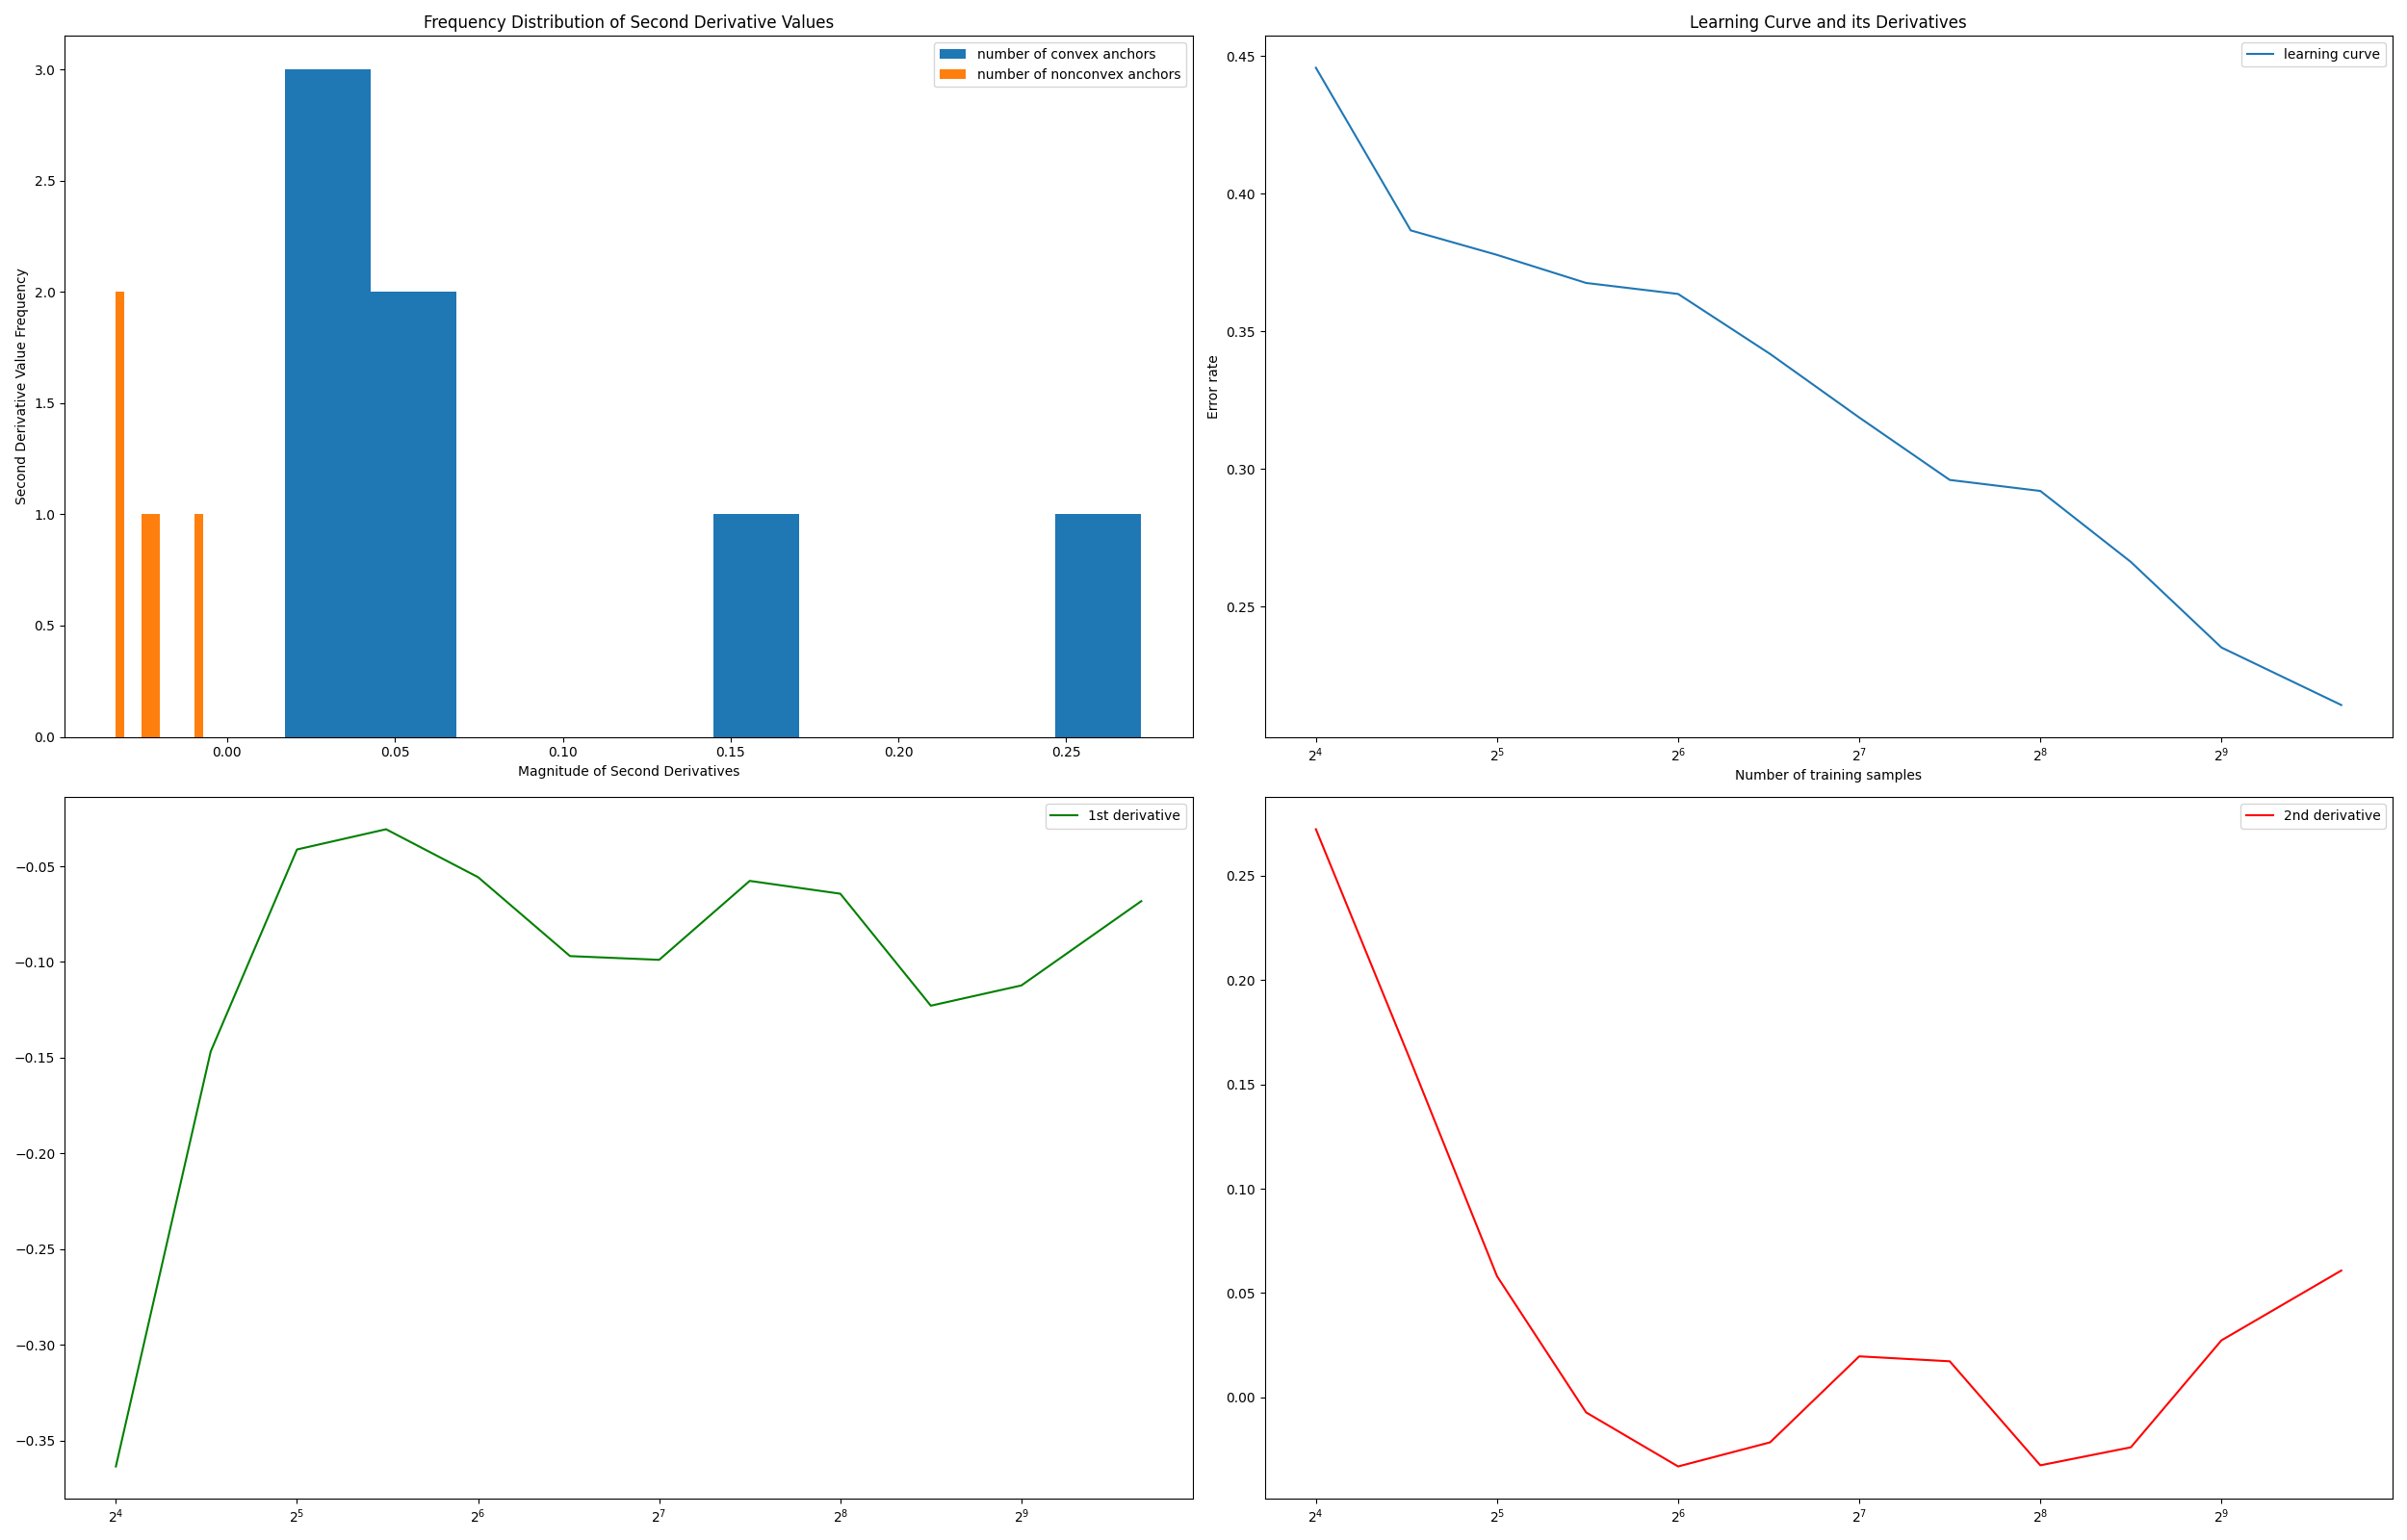 Frequency Distribution of Second Derivative Values
number of convex anchors
number of nonconvex anchors
Second Derivative Value Frequency
3.0
2.5
2.0
1.5
1.0
0.5
0.0
0.00 0.05 0.10 0.15 0.20 0.25
Magnitude of Second Derivatives
Learning Curve and its Derivatives
learning curve
Error rate
0.45
0.40
0.35
0.30
0.25
2⁴ 2⁵ 2⁶ 2⁷ 2⁸ 2⁹
Number of training samples
1st derivative
−0.05
−0.10
−0.15
−0.20
−0.25
−0.30
−0.35
2⁴ 2⁵ 2⁶ 2⁷ 2⁸ 2⁹
2nd derivative
0.25
0.20
0.15
0.10
0.05
0.00
2⁴ 2⁵ 2⁶ 2⁷ 2⁸ 2⁹